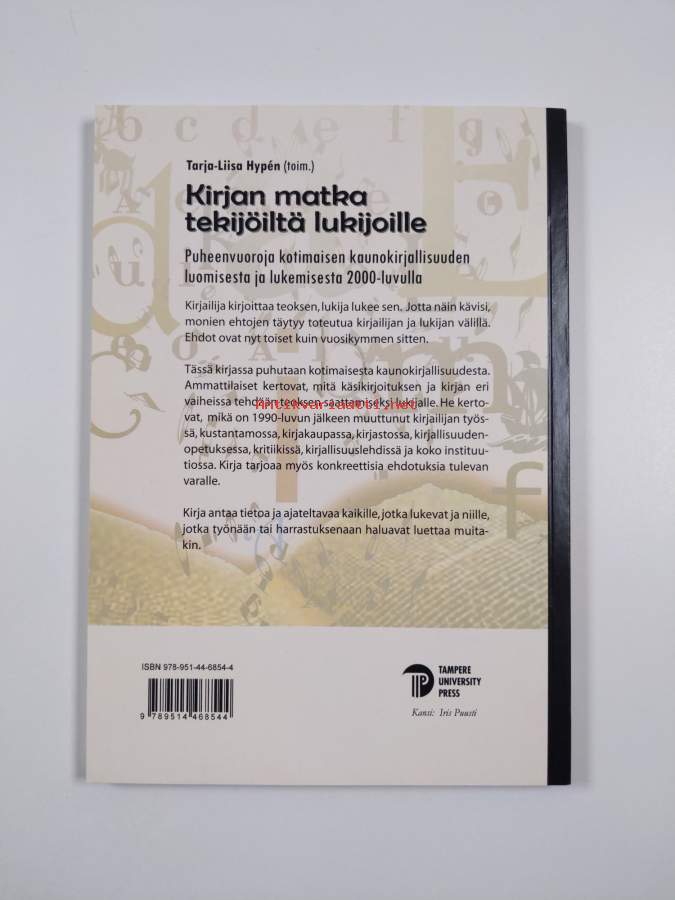 Tarja-Liisa Hypén (toim.)
Kirjan matka
tekijöiltä lukijoille
Puheenvuoroja kotimaisen kaunokirjallisuuden
luomisesta ja lukemisesta 2000-luvulla
Kirjailija kirjoittaa teoksen, lukija lukee sen. Jotta näin kävisi,
monien ehtojen täytyy toteutua kirjailijan ja lukijan välillä.
Ehdot ovat nyt toiset kuin vuosikymmen sitten.
Tässä kirjassa puhutaan kotimaisesta kaunokirjallisuudesta.
Ammattilaiset kertovat, mitä käsikirjoituksen ja kirjan eri
vaiheissa tehdään teoksen saattamiseksi lukijalle. He kerto-
vat, mikä on 1990-luvun jälkeen muuttunut kirjailijan työs-
sä, kustantamossa, kirjakaupassa, kirjastossa, kirjallisuuden-
opetuksessa, kritiikissä, kirjallisuuslehdissä ja koko instituu-
tiossa. Kirja tarjoaa myös konkreettisia ehdotuksia tulevan
varalle.
Kirja antaa tietoa ja ajateltavaa kaikille, jotka lukevat ja niille,
jotka työnään tai harrastuksenaan haluavat luettaa muita-
kin.
Antikvariaatti.net
ISBN 978-951-44-6854-4
9 789514 468544
TAMPERE
UNIVERSITY
PRESS
Kansi: Iris Puusti